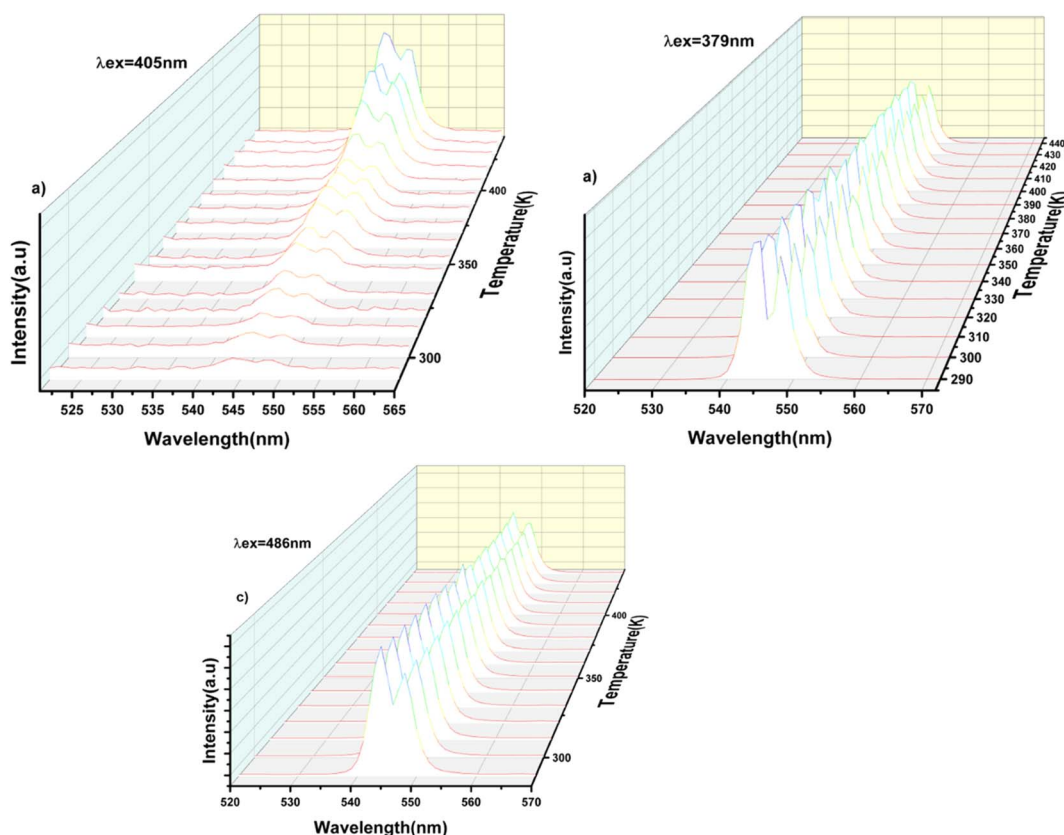 λex=405nm
a)
Intensity(a.u)
525 530 535 540 545 550 555 560 565
Wavelength(nm)
300
350
400
Temperature(K)
λex=379nm
a)
Intensity(a.u)
520 530 540 550 560 570
Wavelength(nm)
440
430
420
410
400
390
380
370
360
350
340
330
320
310
300
290
Temperature(K)
λex=486nm
c)
Intensity(a.u)
520 530 540 550 560 570
Wavelength(nm)
400
350
300
Temperature(K)